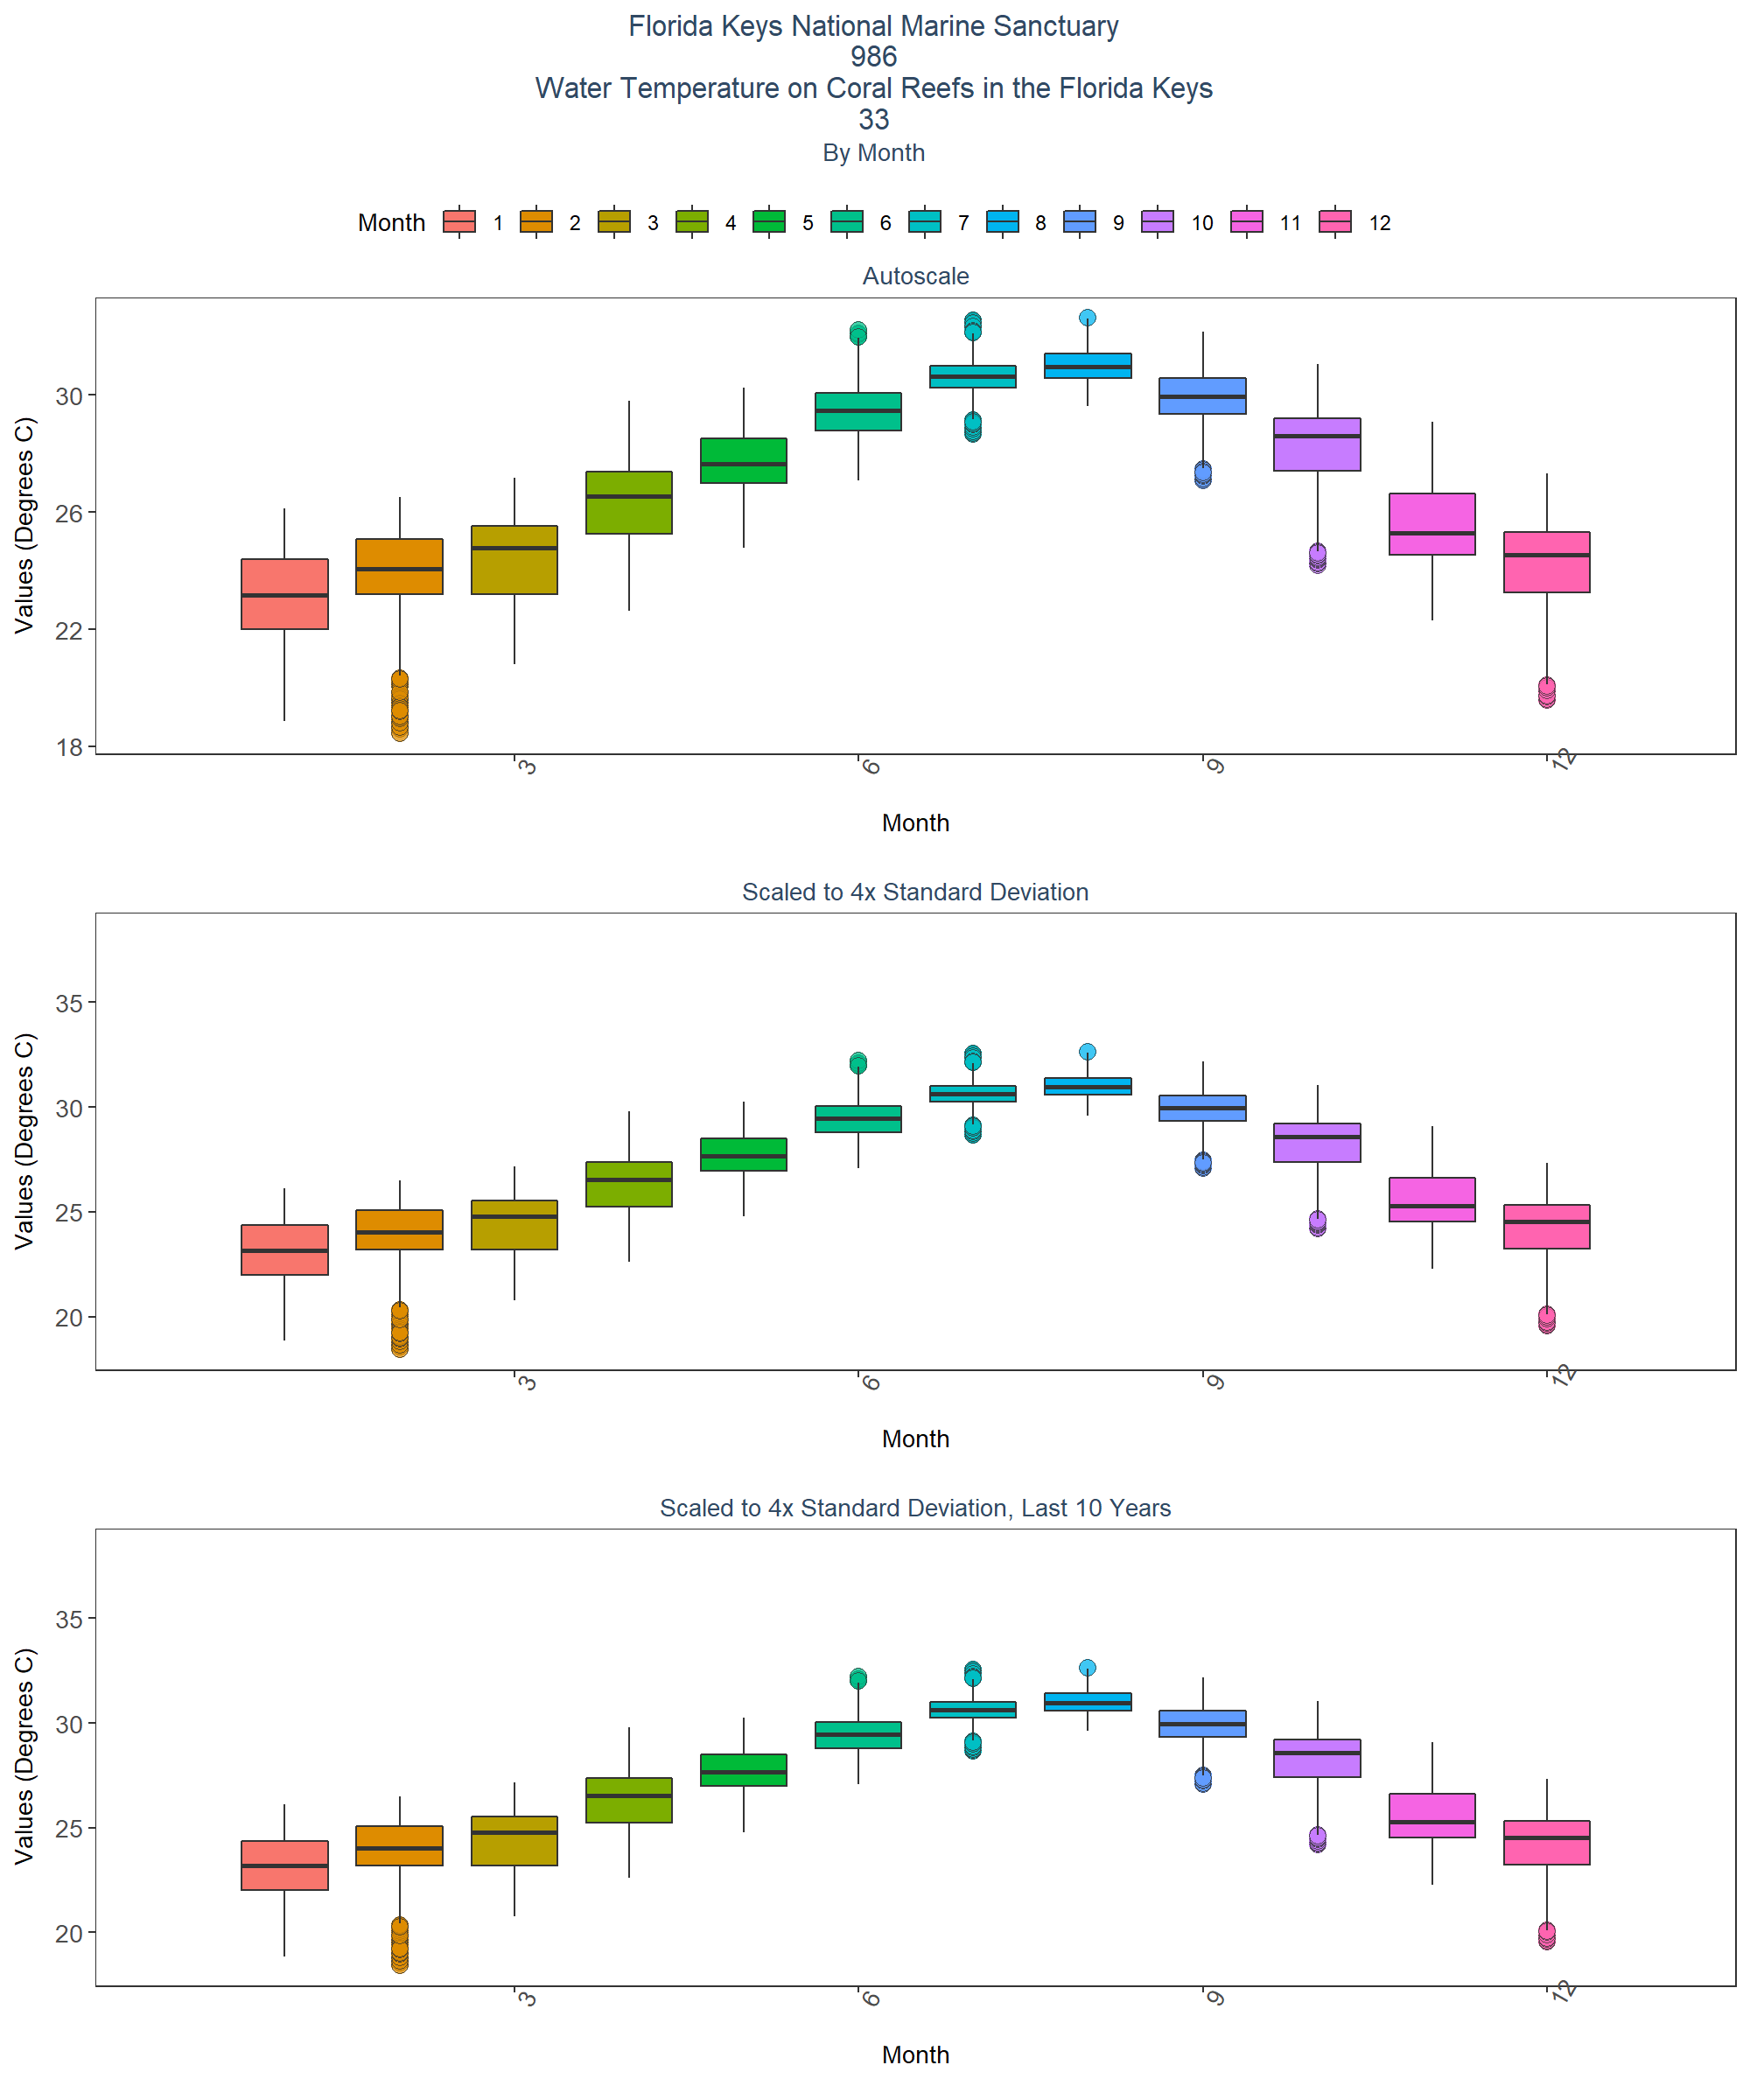 Florida Keys National Marine Sanctuary
986
Water Temperature on Coral Reefs in the Florida Keys
33
By Month
Month 1 2 3 4 5 6 7 8 9 10 11 12
Autoscale
Values (Degrees C)
30
26
22
18
3 6 9 12
Month
Scaled to 4x Standard Deviation
Values (Degrees C)
35
30
25
20
3 6 9 12
Month
Scaled to 4x Standard Deviation, Last 10 Years
Values (Degrees C)
35
30
25
20
3 6 9 12
Month